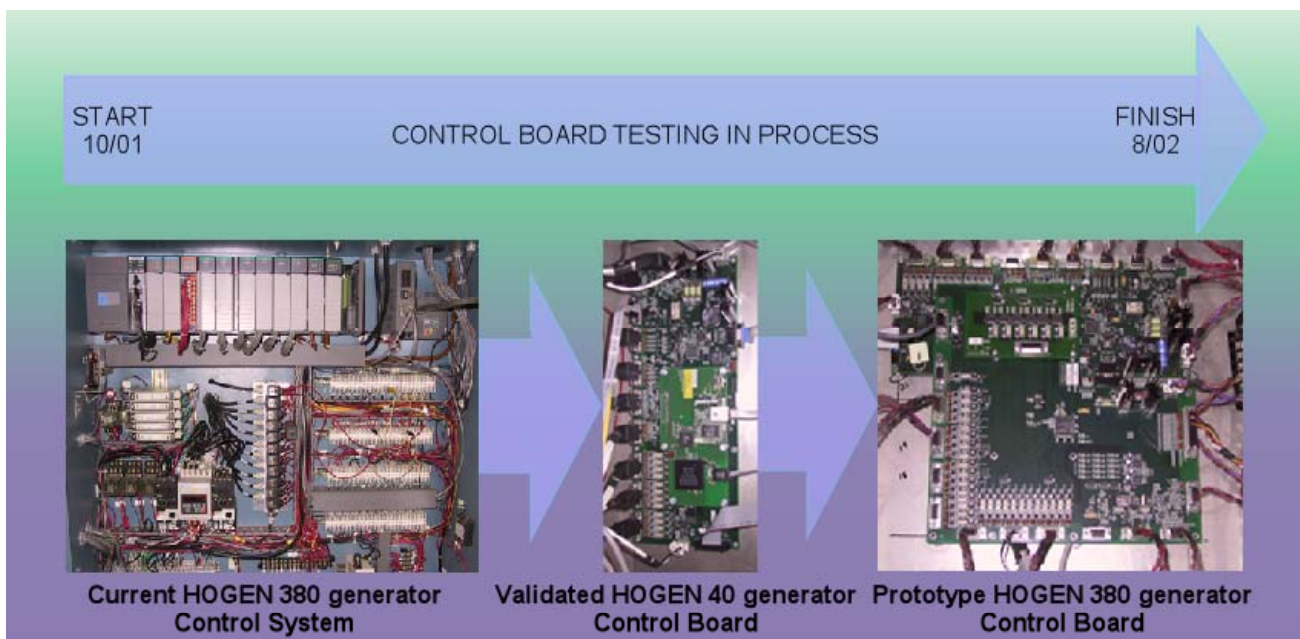 START
10/01
CONTROL BOARD TESTING IN PROCESS
FINISH
8/02
Current HOGEN 380 generator
Control System
Validated HOGEN 40 generator
Control Board
Prototype HOGEN 380 generator
Control Board